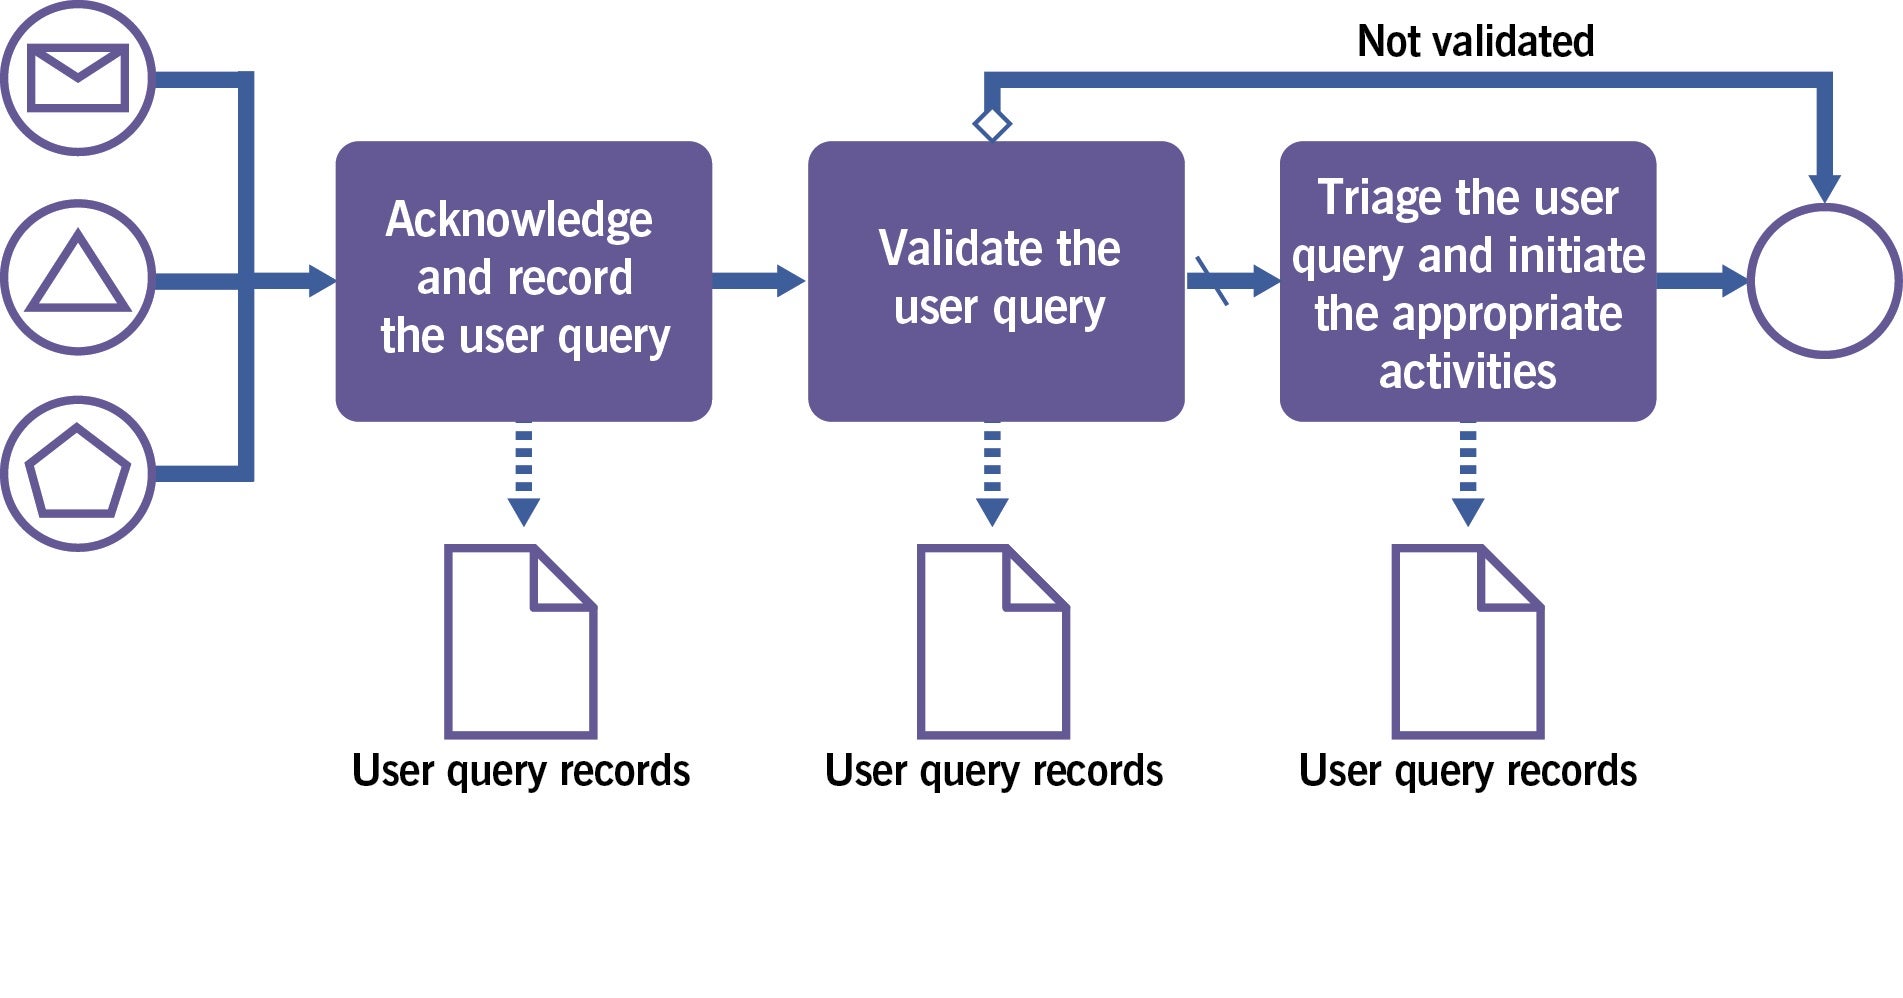 Not validated
Acknowledge
and record
the user query
Validate the
user query
Triage the user
query and initiate
the appropriate
activities
User query records
User query records
User query records